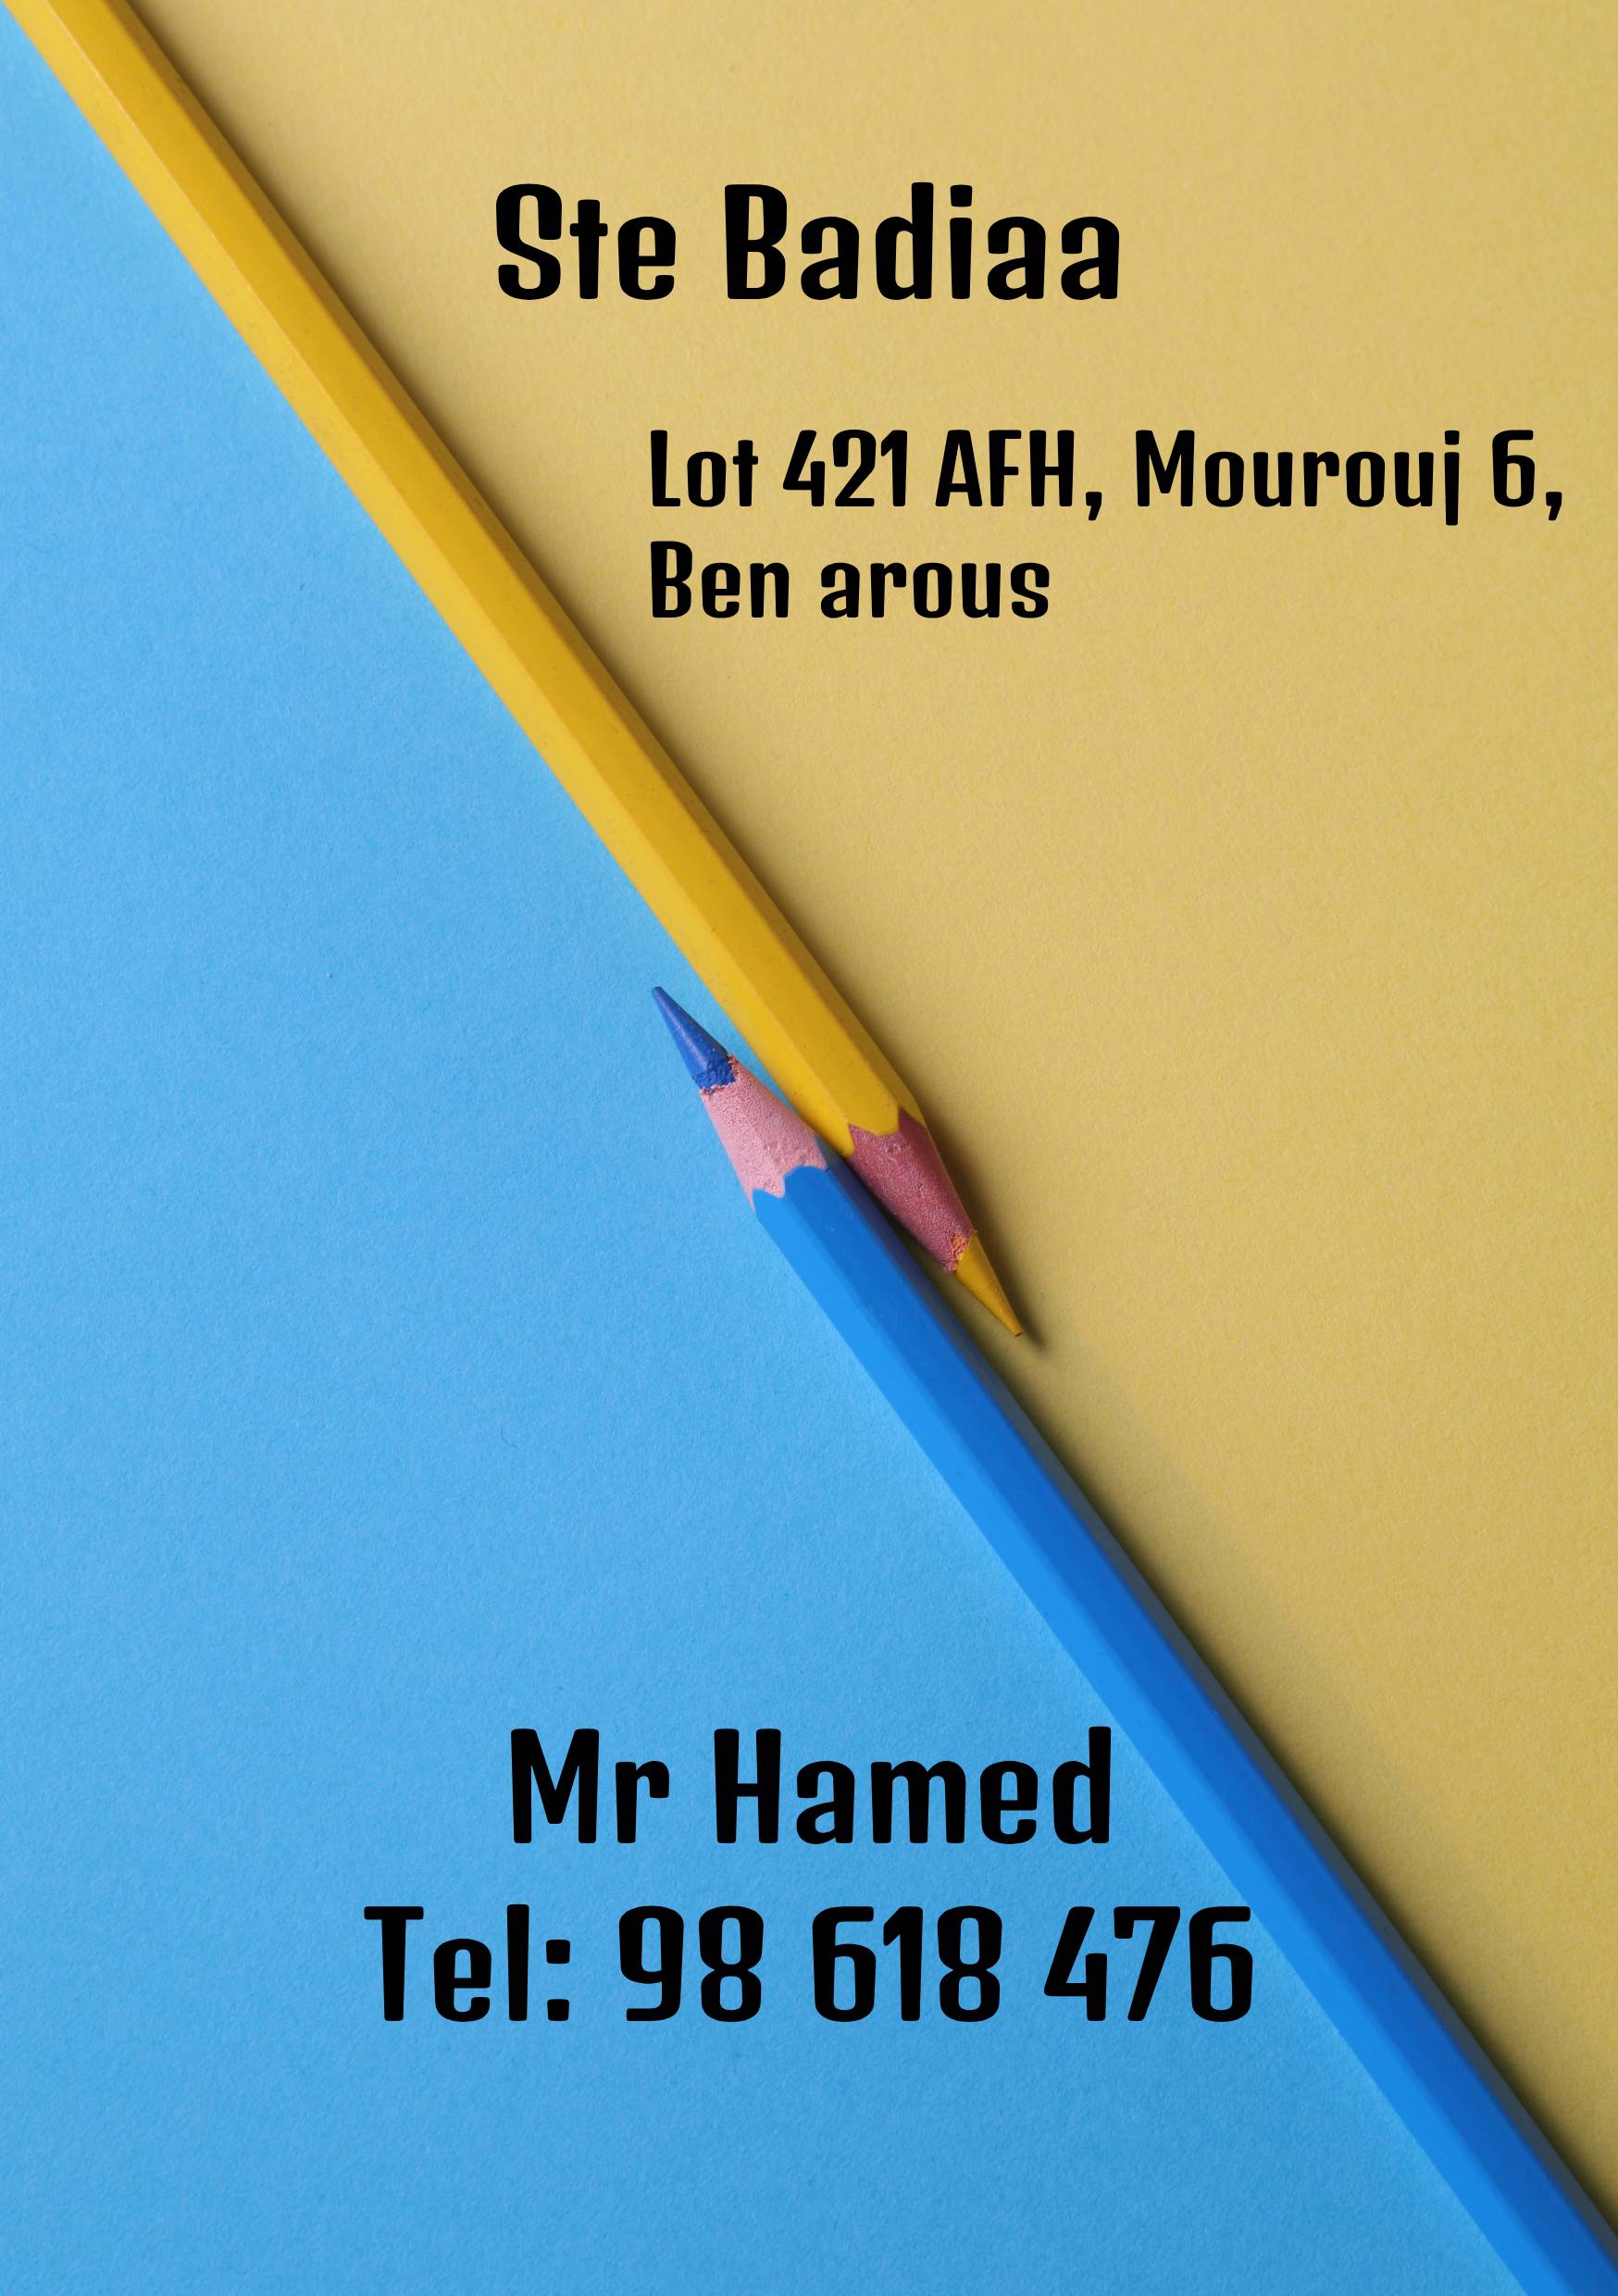 Ste Badiaa
Lot 421 AFH, Mourouj 6,
Ben arous
Mr Hamed
Tel: 98 618 476